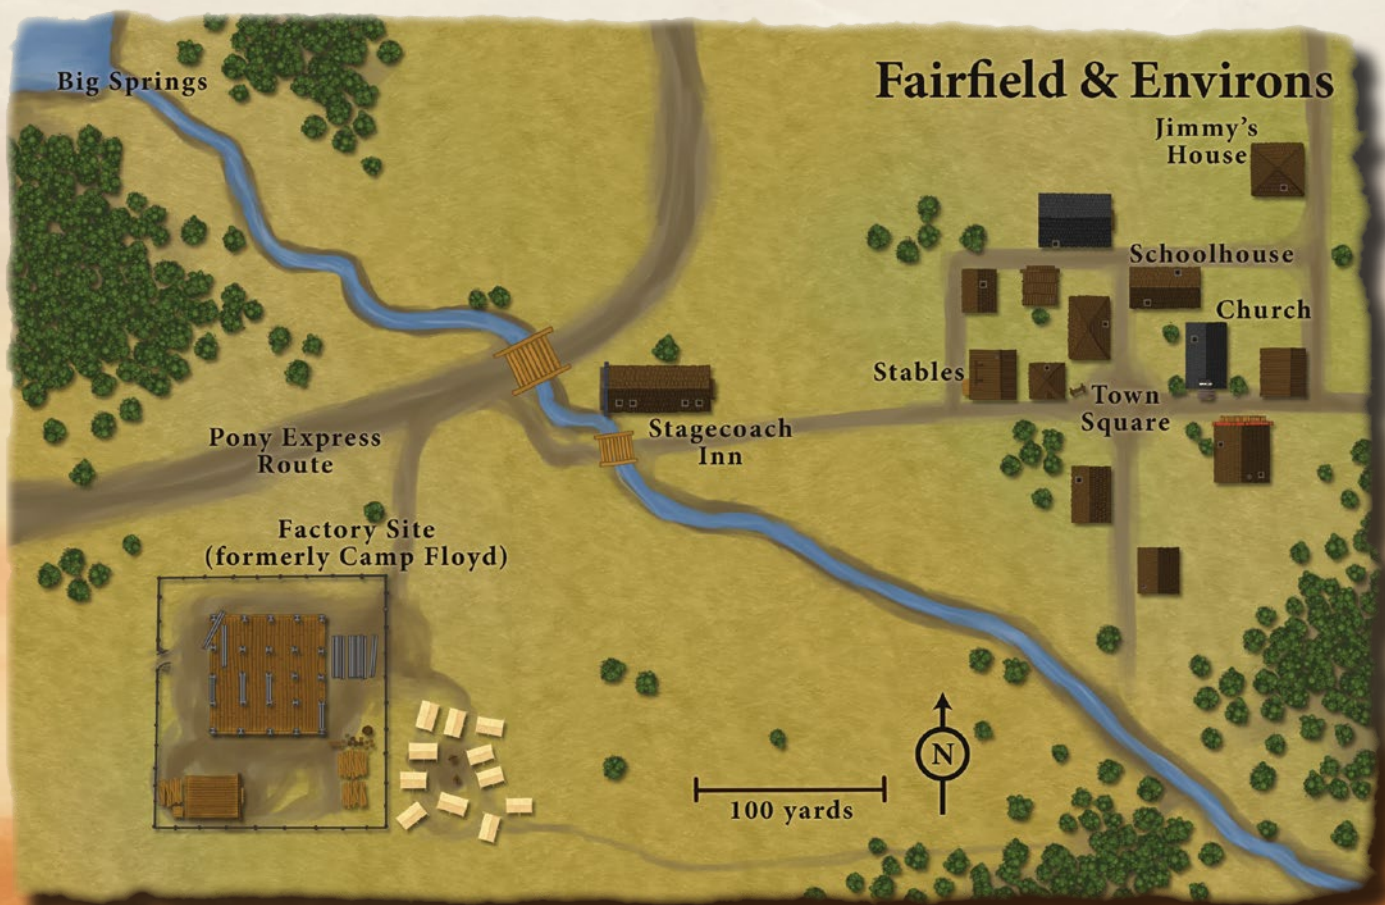 Fairfield & Environs
Big Springs
Jimmy's
House
Schoolhouse
Church
Stables
Town
Square
Stagecoach
Inn
Pony Express
Route
Factory Site
(formerly Camp Floyd)
N
100 yards